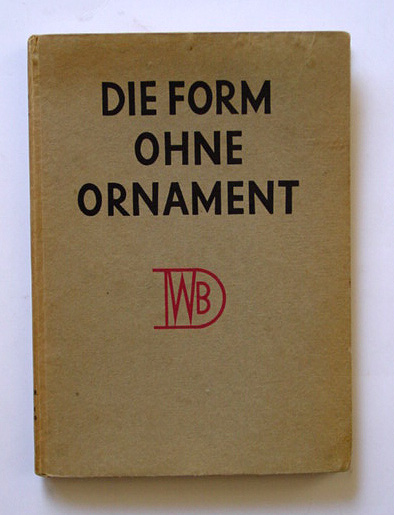 DIE FORM
OHNE
ORNAMENT
DWB